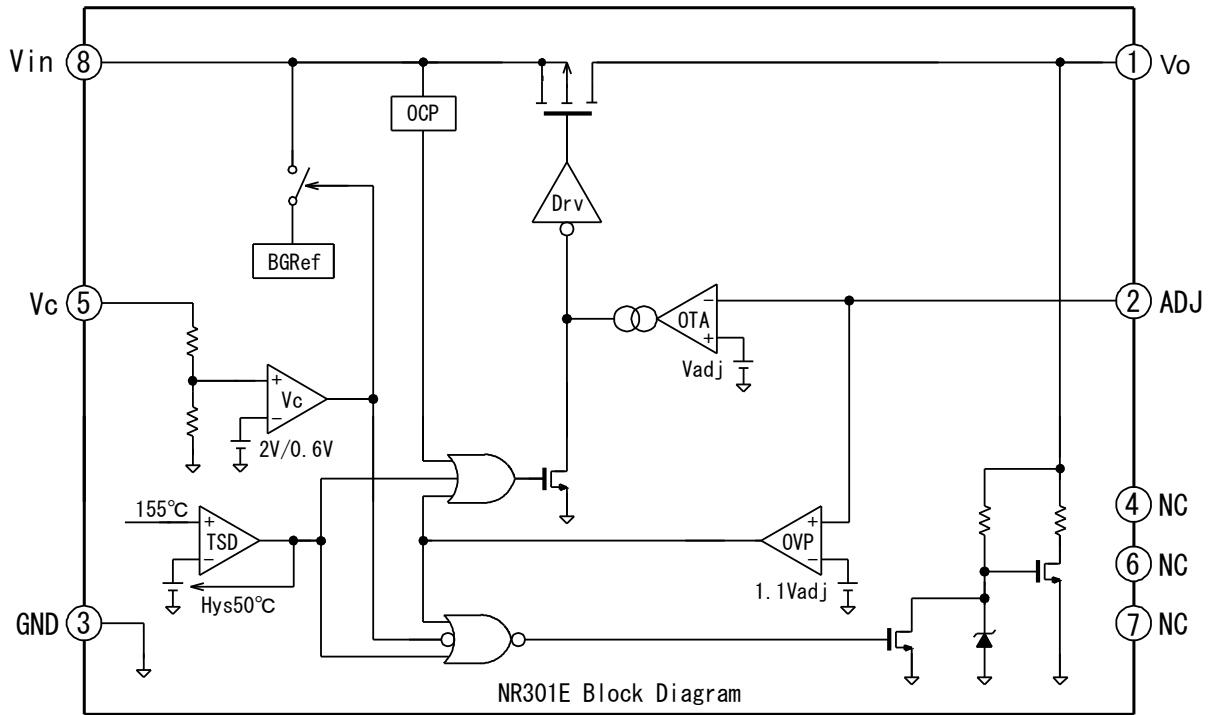 Vin 8
1 Vo
OCP
Drv
BGRef
Vc 5
2 ADJ
−
OTA
+
Vadj
+
Vc
−
2V/0.6V
155℃
+
TSD
−
Hys50℃
+
OVP
−
1.1Vadj
4 NC
6 NC
7 NC
GND 3
NR301E Block Diagram